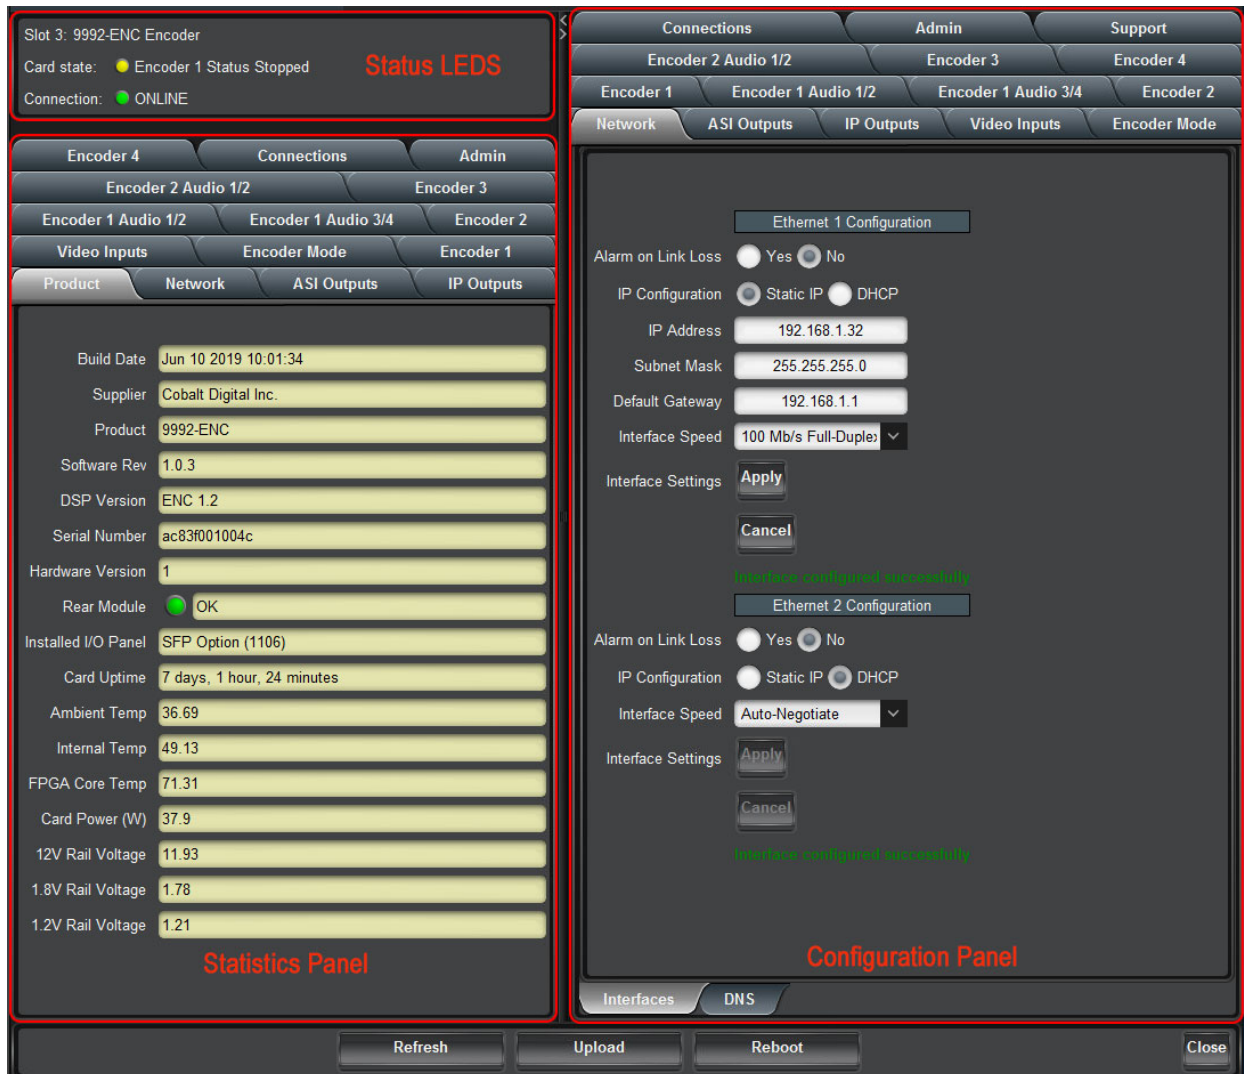 Slot 3: 9992-ENC Encoder
Card state: Encoder 1 Status Stopped
Connection: ONLINE
Status LEDS
Encoder 4 Connections Admin
Encoder 2 Audio 1/2 Encoder 3
Encoder 1 Audio 1/2 Encoder 1 Audio 3/4 Encoder 2
Video Inputs Encoder Mode Encoder 1
Product Network ASI Outputs IP Outputs
Build Date Jun 10 2019 10:01:34
Supplier Cobalt Digital Inc.
Product 9992-ENC
Software Rev 1.0.3
DSP Version ENC 1.2
Serial Number ac83f001004c
Hardware Version 1
Rear Module OK
Installed I/O Panel SFP Option (1106)
Card Uptime 7 days, 1 hour, 24 minutes
Ambient Temp 36.69
Internal Temp 49.13
FPGA Core Temp 71.31
Card Power (W) 37.9
12V Rail Voltage 11.93
1.8V Rail Voltage 1.78
1.2V Rail Voltage 1.21
Statistics Panel
Connections Admin Support
Encoder 2 Audio 1/2 Encoder 3 Encoder 4
Encoder 1 Encoder 1 Audio 1/2 Encoder 1 Audio 3/4 Encoder 2
Network ASI Outputs IP Outputs Video Inputs Encoder Mode
Ethernet 1 Configuration
Alarm on Link Loss Yes No
IP Configuration Static IP DHCP
IP Address 192.168.1.32
Subnet Mask 255.255.255.0
Default Gateway 192.168.1.1
Interface Speed 100 Mb/s Full-Duplex
Interface Settings Apply
Cancel
Interface configured successfully
Ethernet 2 Configuration
Alarm on Link Loss Yes No
IP Configuration Static IP DHCP
Interface Speed Auto-Negotiate
Interface Settings Apply
Cancel
Interface configured successfully
Configuration Panel
Interfaces DNS
Refresh Upload Reboot Close